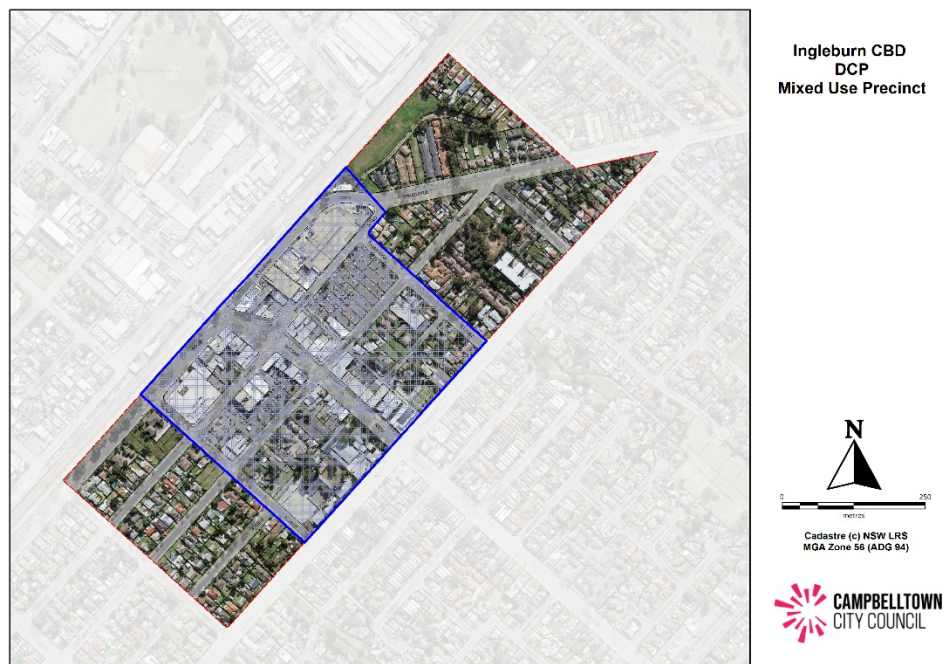 Ingleburn CBD
DCP
Mixed Use Precinct
N
0
250
metres
Cadastre (c) NSW LRS
MGA Zone 56 (ADG 94)
CAMPBELLTOWN
CITY COUNCIL